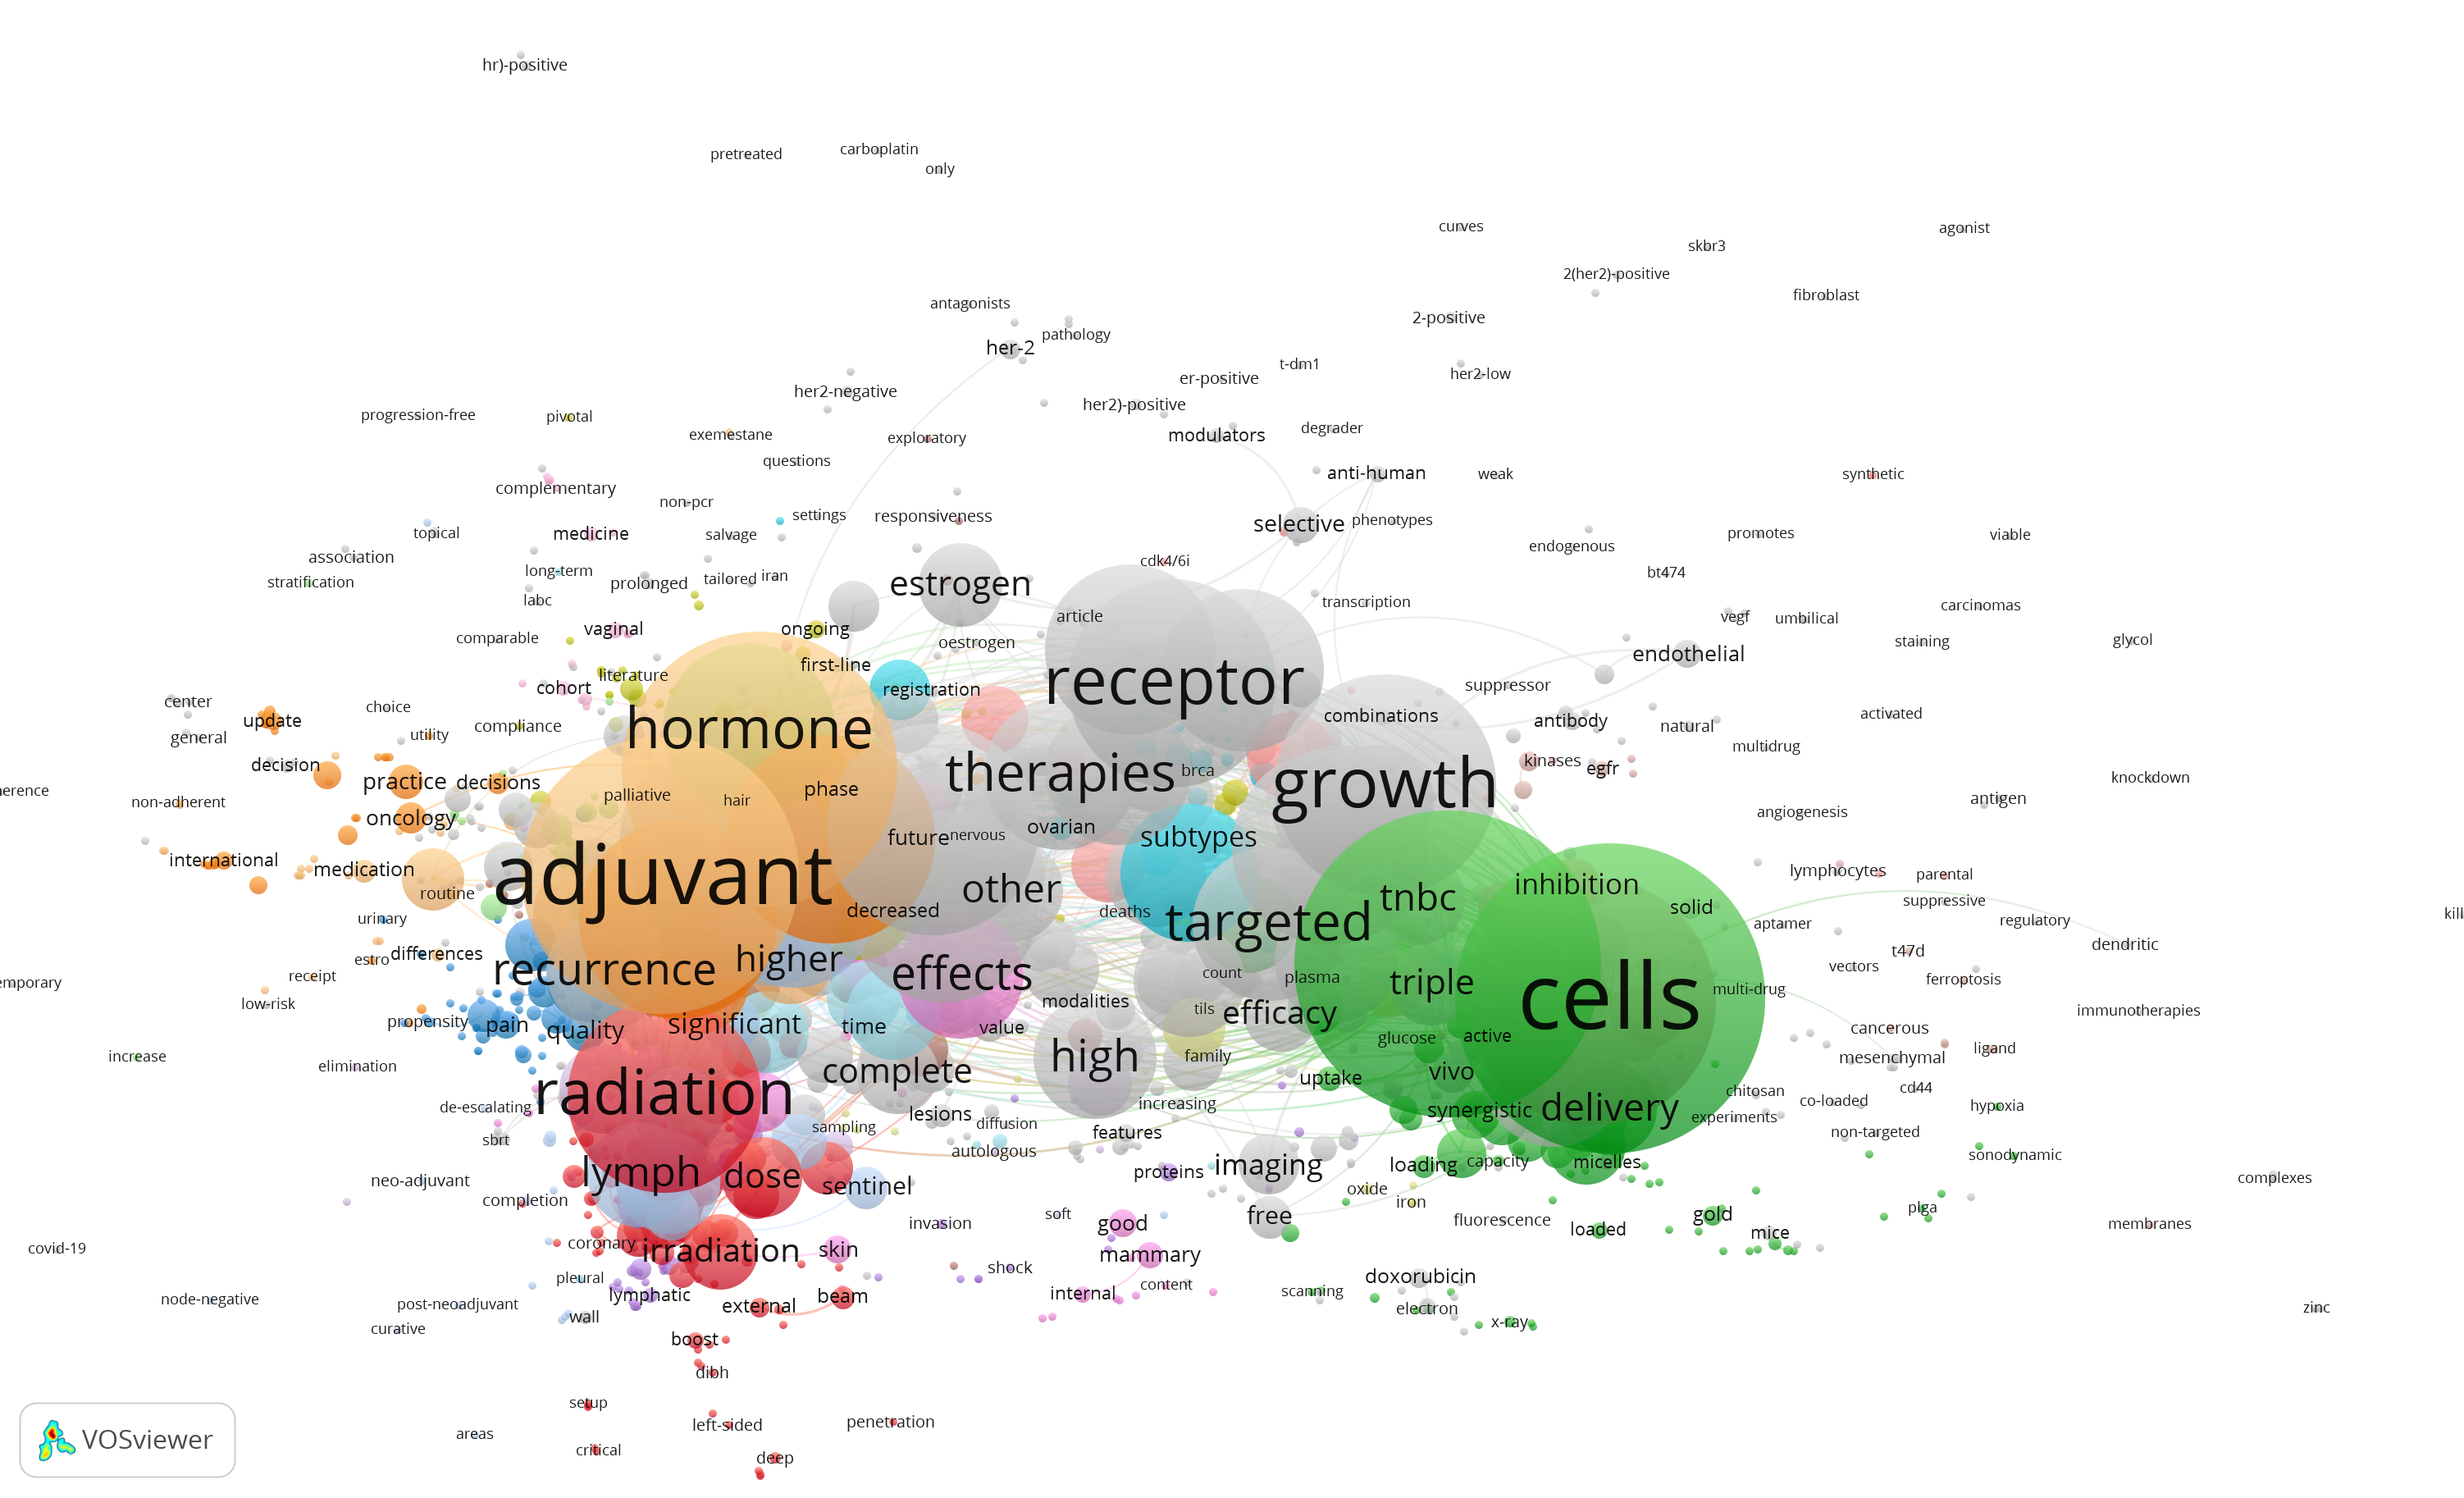 hr)-positive
pretreated
carboplatin
only
curves
agonist
skbr3
2(her2)-positive
fibroblast
antagonists
2-positive
pathology
her-2
t-dm1
her2-low
er-positive
her2-negative
her2)-positive
progression-free
pivotal
exemestane
exploratory
modulators
degrader
questions
anti-human
weak
synthetic
complementary
non-pcr
settings
responsiveness
selective
phenotypes
topical
medicine
salvage
promotes
viable
association
endogenous
cdk4/6i
long-term
bt474
stratification
prolonged
tailored
iran
estrogen
labc
transcription
carcinomas
article
vegf
umbilical
vaginal
ongoing
comparable
oestrogen
staining
glycol
endothelial
first-line
literature
receptor
suppressor
cohort
registration
center
choice
combinations
antibody
activated
update
compliance
hormone
natural
general
utility
multidrug
decision
kinases
egfr
therapies
brca
practice
decisions
growth
knockdown
erence
palliative
hair
phase
non-adherent
antigen
oncology
angiogenesis
future
nervous
ovarian
subtypes
international
medication
adjuvant
lymphocytes
parental
other
inhibition
routine
tnbc
suppressive
decreased
deaths
solid
urinary
targeted
aptamer
regulatory
differences
dendritic
estro
t47d
higher
vectors
recurrence
effects
count
plasma
receipt
ferroptosis
emporary
triple
multi-drug
low-risk
modalities
tils
cells
immunotherapies
propensity
pain
quality
significant
time
value
efficacy
glucose
active
cancerous
increase
high
family
ligand
mesenchymal
elimination
complete
uptake
vivo
radiation
chitosan
cd44
de-escalating
lesions
increasing
synergistic
delivery
co-loaded
hypoxia
experiments
sampling
diffusion
features
non-targeted
sbrt
autologous
sonodynamic
imaging
loading
capacity
micelles
lymph
dose
proteins
neo-adjuvant
sentinel
complexes
completion
oxide
iron
plga
invasion
soft
good
free
fluorescence
loaded
gold
mice
membranes
covid-19
coronary
irradiation
skin
mammary
shock
pleural
doxorubicin
content
internal
scanning
lymphatic
node-negative
post-neoadjuvant
external
beam
electron
zinc
wall
x-ray
curative
boost
dibh
setup
left-sided
penetration
areas
critical
deep
kill
VOSviewer